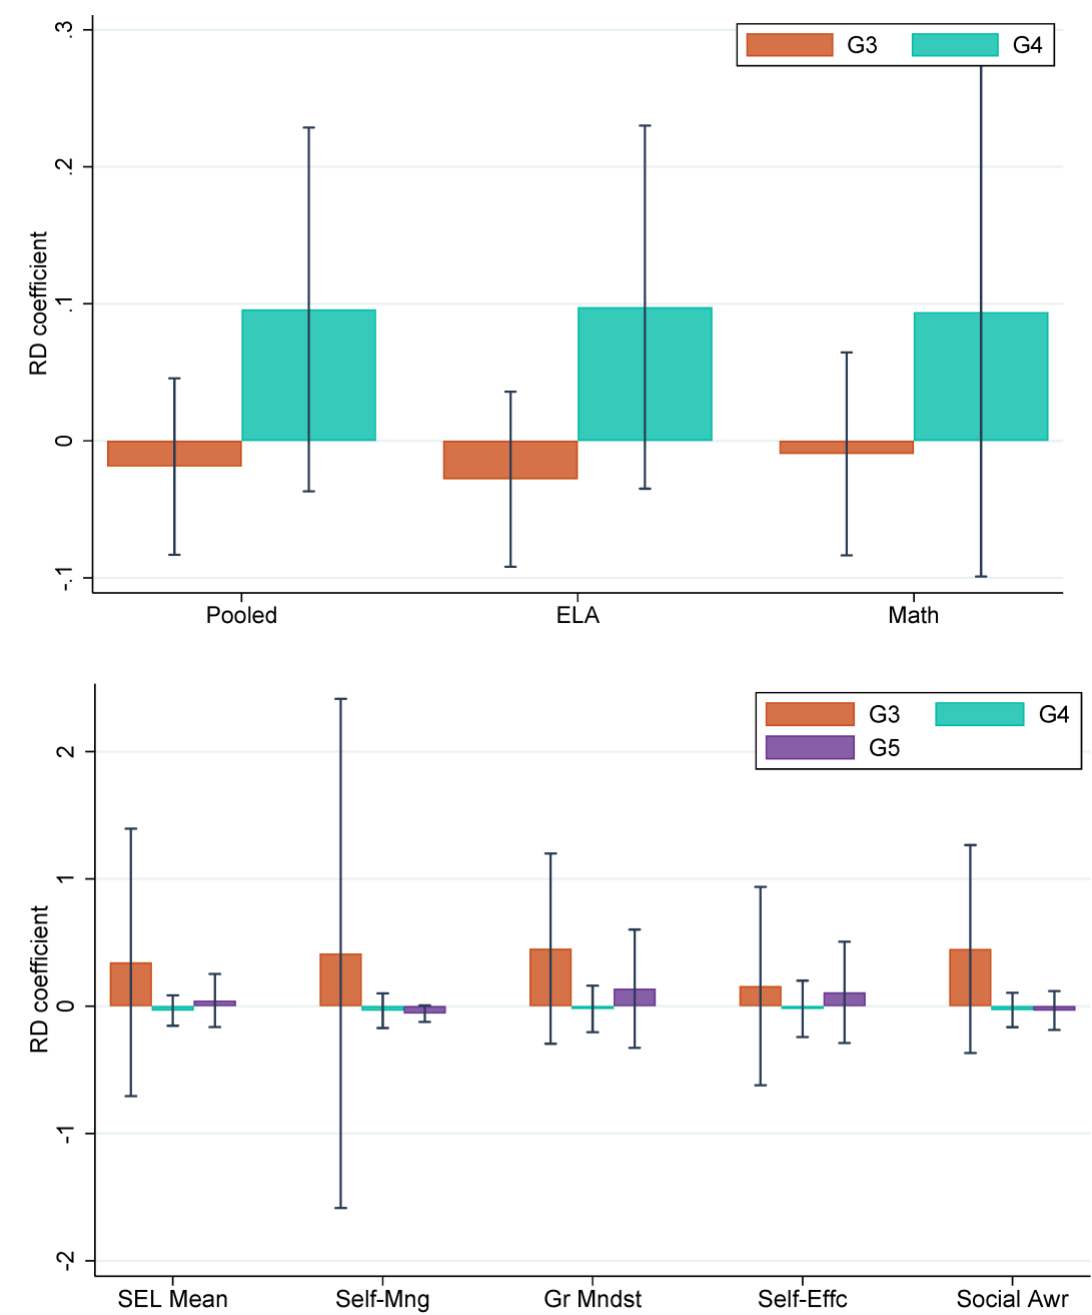 G3 G4
.3
.2
.1
0
-.1
RD coefficient
Pooled ELA Math
G3 G4
G5
2
1
0
-1
-2
RD coefficient
SEL Mean Self-Mng Gr Mndst Self-Effc Social Awr